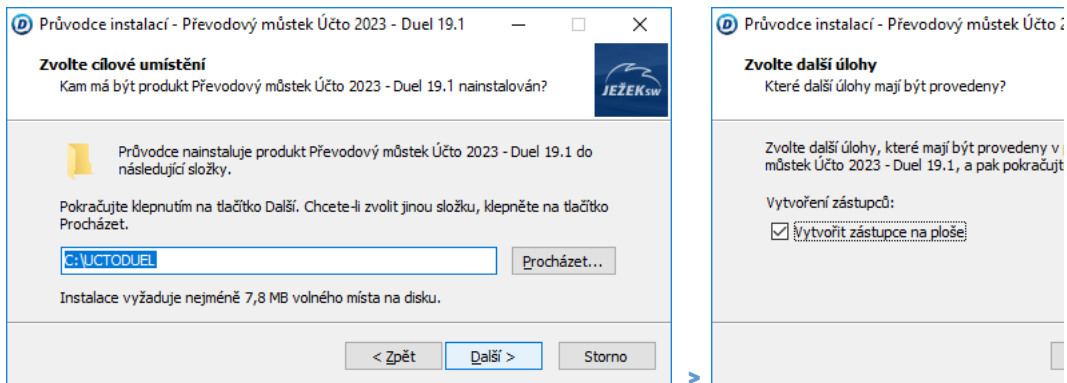 Průvodce instalací - Převodový můstek Účto 2023 - Duel 19.1
Zvolte cílové umístění
Kam má být produkt Převodový můstek Účto 2023 - Duel 19.1 nainstalován?
JEŽEKSW
Průvodce nainstaluje produkt Převodový můstek Účto 2023 - Duel 19.1 do
následující složky.
Pokračujte klepnutím na tlačítko Další. Chcete-li zvolit jinou složku, klepněte na tlačítko
Procházet.
C:\UCTODUEL
Procházet...
Instalace vyžaduje nejméně 7,8 MB volného místa na disku.
< Zpět
Další >
Storno
>
Průvodce instalací - Převodový můstek Účto
Zvolte další úlohy
Které další úlohy mají být provedeny?
Zvolte další úlohy, které mají být provedeny v
můstek Účto 2023 - Duel 19.1, a pak pokračujt
Vytvoření zástupců:
Vytvořit zástupce na ploše